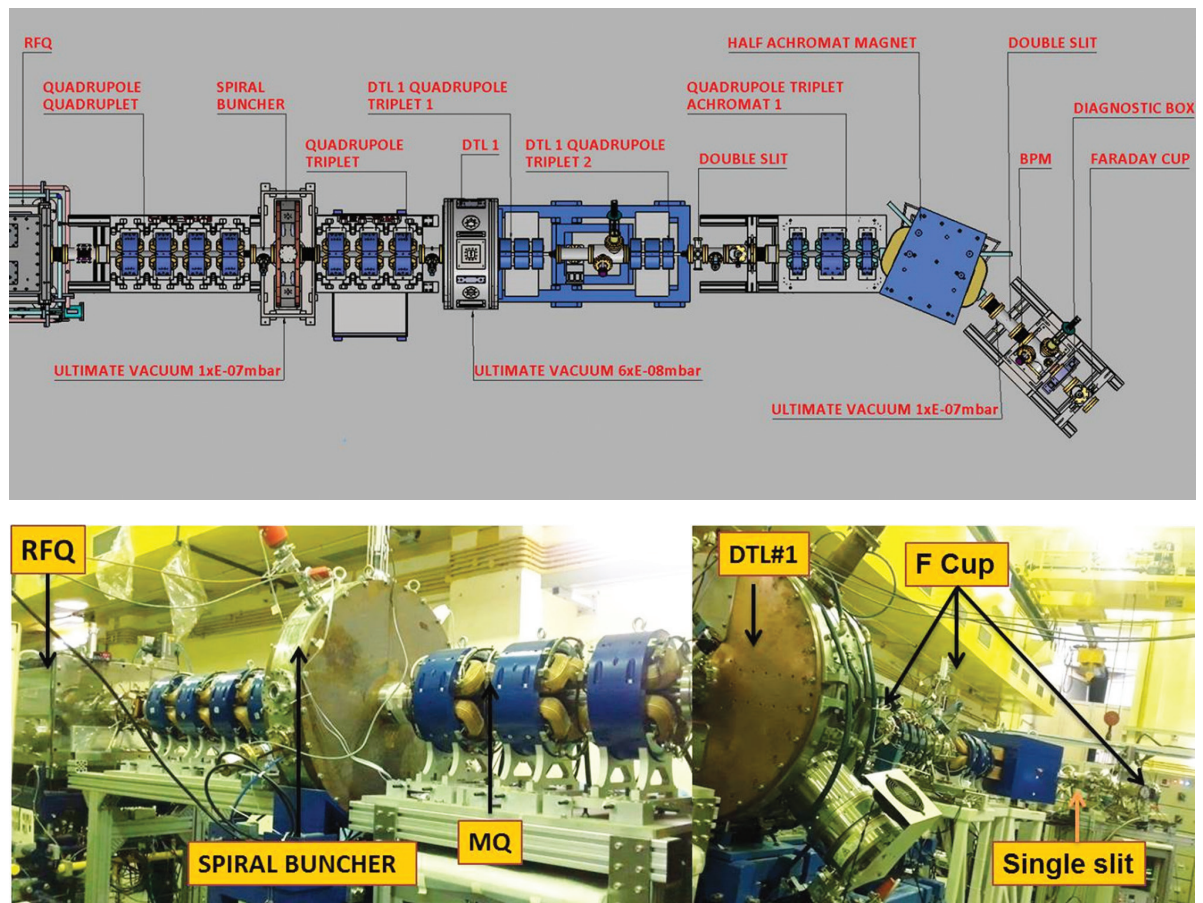 RFQ
HALF ACHROMAT MAGNET
DOUBLE SLIT
QUADRUPOLE
QUADRUPLET
SPIRAL
BUNCHER
DTL 1 QUADRUPOLE
TRIPLET 1
QUADRUPOLE TRIPLET
ACHROMAT 1
DIAGNOSTIC BOX
QUADRUPOLE
TRIPLET
DTL 1
DTL 1 QUADRUPOLE
TRIPLET 2
DOUBLE SLIT
BPM
FARADAY CUP
ULTIMATE VACUUM 1xE-07mbar
ULTIMATE VACUUM 6xE-08mbar
ULTIMATE VACUUM 1xE-07mbar
RFQ
DTL#1
F Cup
SPIRAL BUNCHER
MQ
Single slit